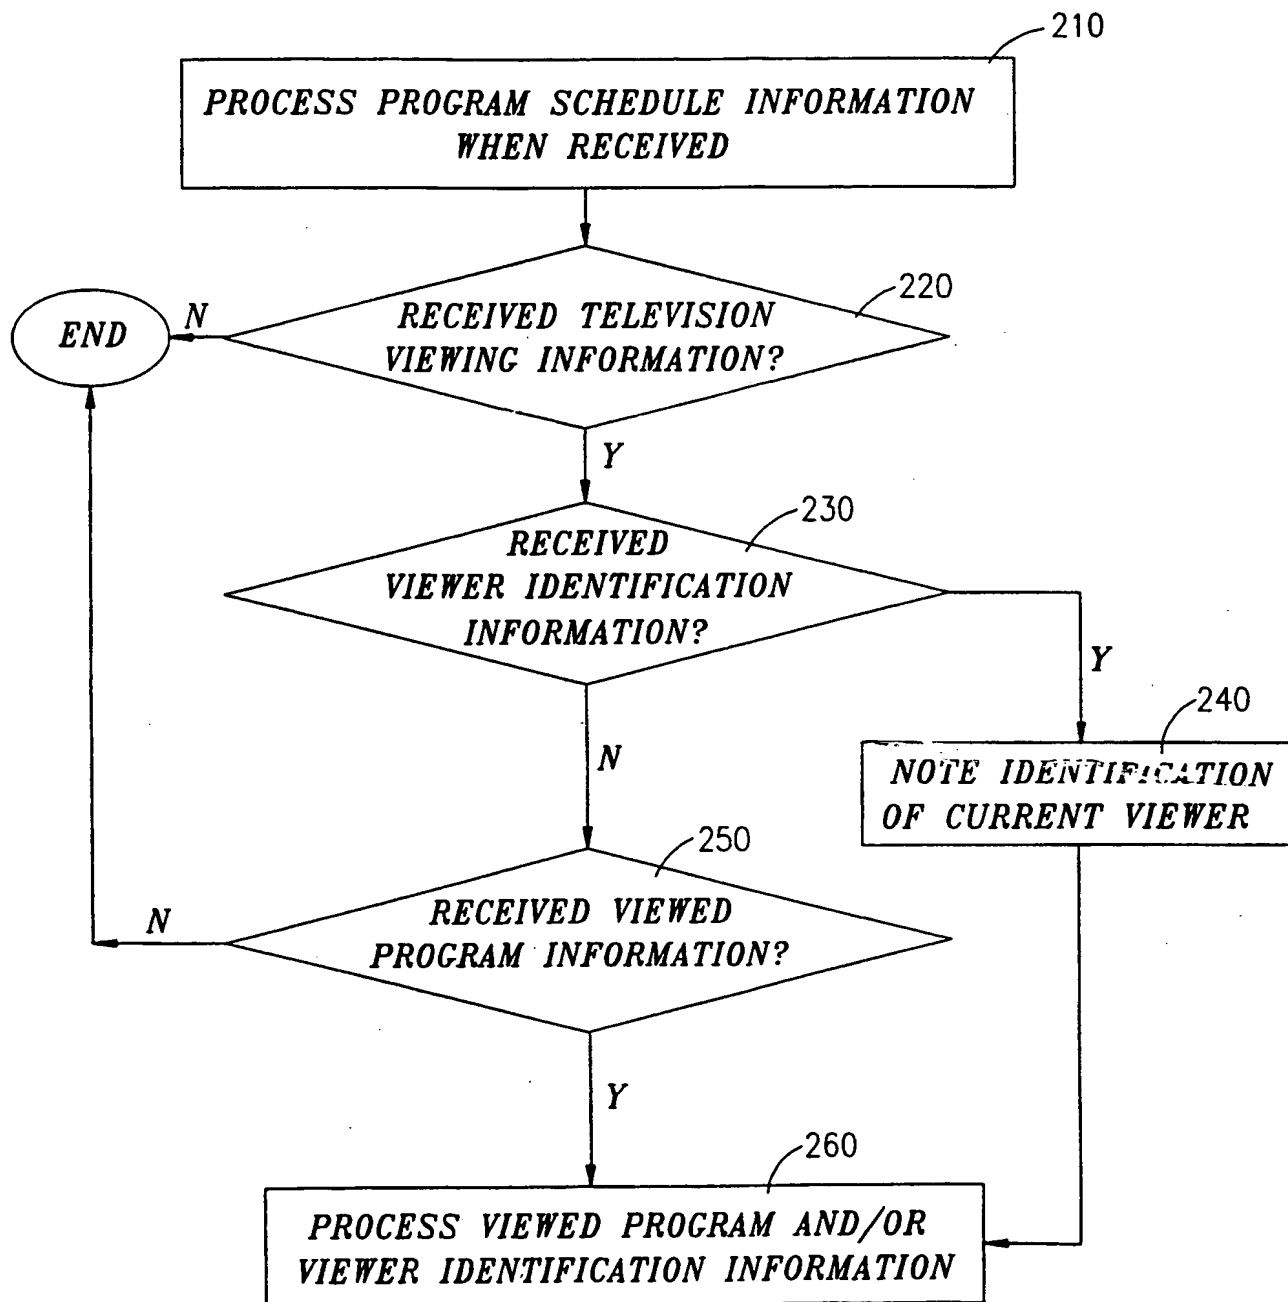 210
PROCESS PROGRAM SCHEDULE INFORMATION
WHEN RECEIVED
220
END
N
RECEIVED TELEVISION
VIEWING INFORMATION?
Y
230
RECEIVED
VIEWER IDENTIFICATION
INFORMATION?
Y
240
N
NOTE IDENTIFICATION
OF CURRENT VIEWER
250
N
RECEIVED VIEWED
PROGRAM INFORMATION?
Y
260
PROCESS VIEWED PROGRAM AND/OR
VIEWER IDENTIFICATION INFORMATION